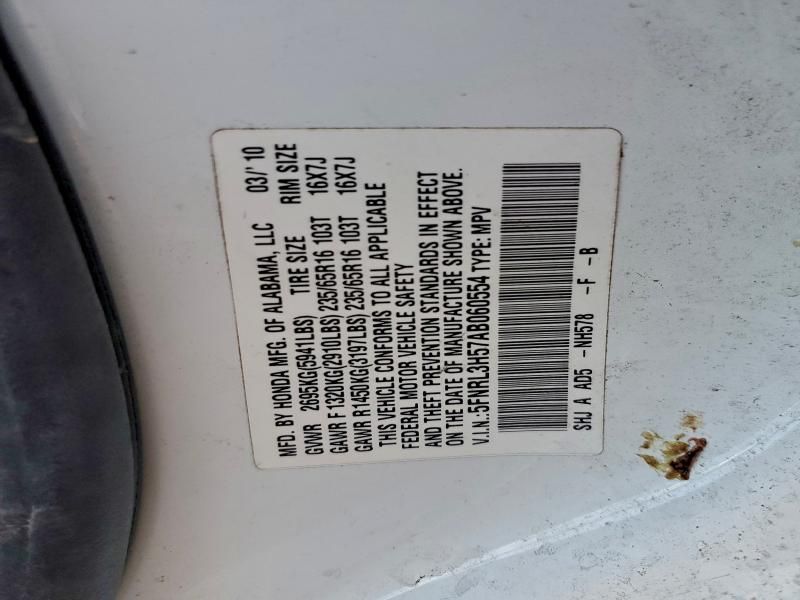 MFD. BY HONDA MFG. OF ALABAMA, LLC 03/'10
GVWR 2695KG(5941LBS) TIRE SIZE RIM SIZE
GAWR F 1320KG(2910LBS) 235/65R16 103T 16X7J
GAWR R1450KG(3197LBS) 235/65R16 103T 16X7J
THIS VEHICLE CONFORMS TO ALL APPLICABLE
FEDERAL MOTOR VEHICLE SAFETY
AND THEFT PREVENTION STANDARDS IN EFFECT
ON THE DATE OF MANUFACTURE SHOWN ABOVE.
V.I.N.:5FNRL3H57AB060554 TYPE: MPV
SHJ A AD5 -NH578 -F -B